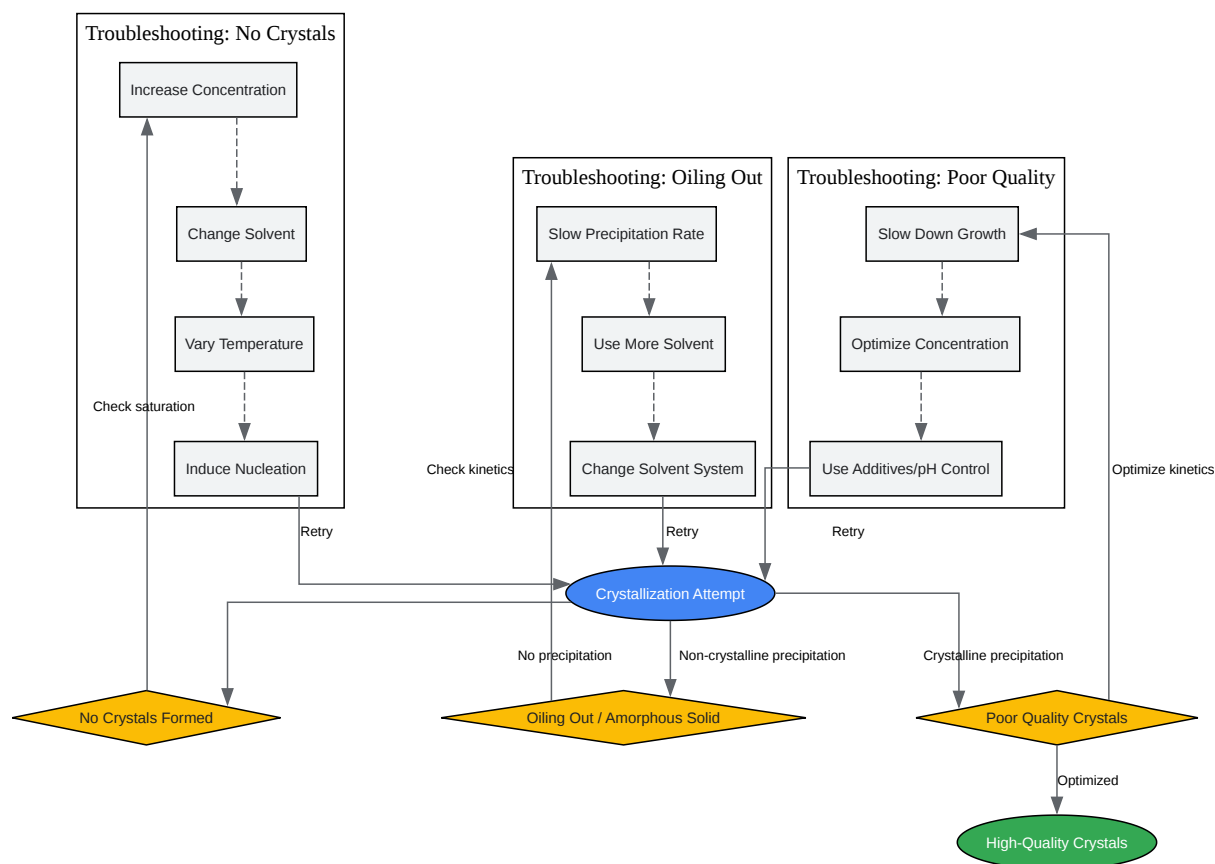 Troubleshooting: No Crystals
Increase Concentration
Change Solvent
Vary Temperature
Check saturation
Induce Nucleation
Retry
Troubleshooting: Oiling Out
Slow Precipitation Rate
Use More Solvent
Check kinetics
Change Solvent System
Retry
Troubleshooting: Poor Quality
Slow Down Growth
Optimize Concentration
Use Additives/pH Control
Optimize kinetics
Retry
Crystallization Attempt
No precipitation
Non-crystalline precipitation
Crystalline precipitation
No Crystals Formed
Oiling Out / Amorphous Solid
Poor Quality Crystals
Optimized
High-Quality Crystals